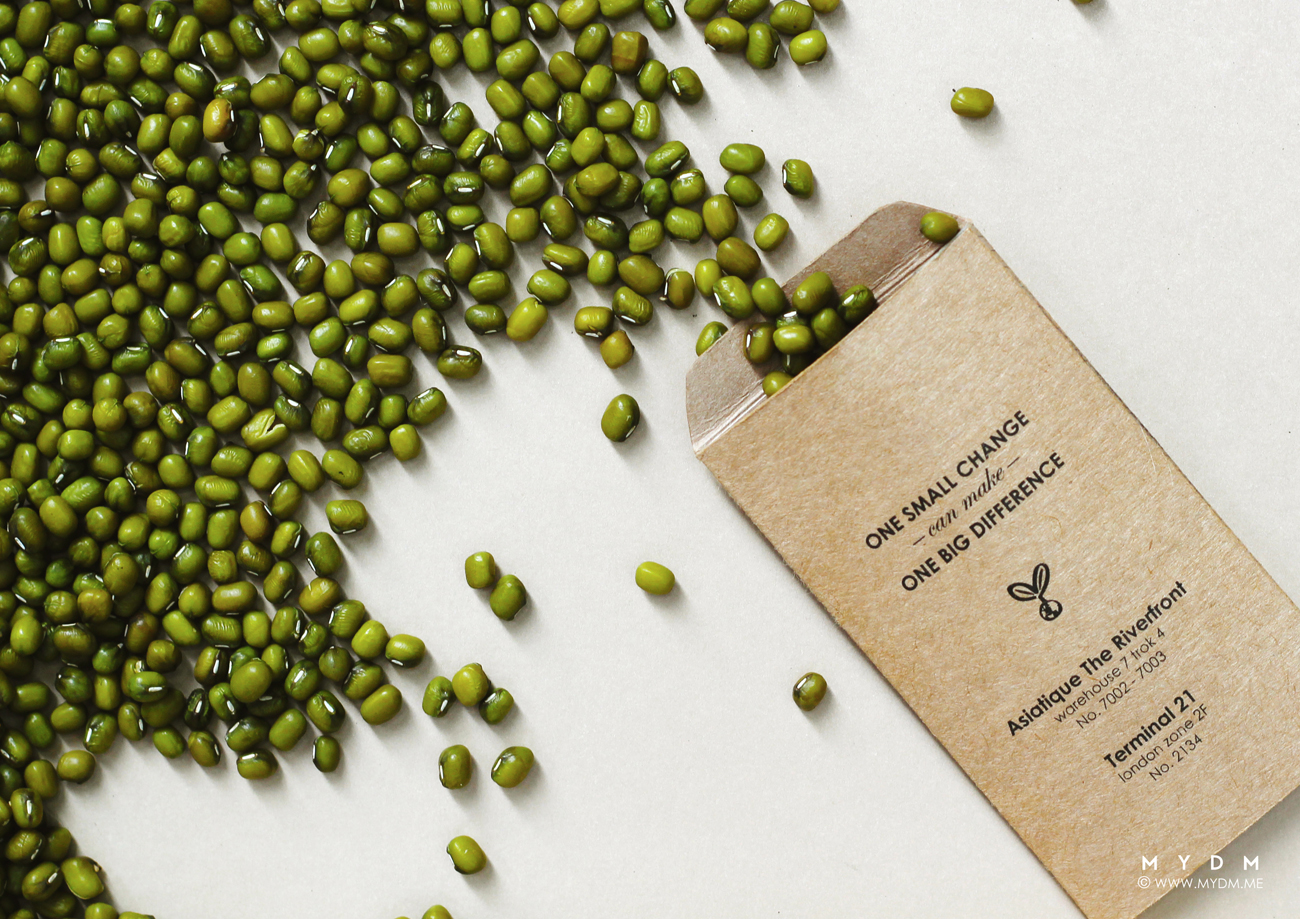 ONE SMALL CHANGE
– can make –
ONE BIG DIFFERENCE
Asiatique The Riverfront
warehouse 7 trok 4
No. 7002 - 7003
Terminal 21
london zone 2F
No. 2134
M Y D M
© WWW.MYDM.ME